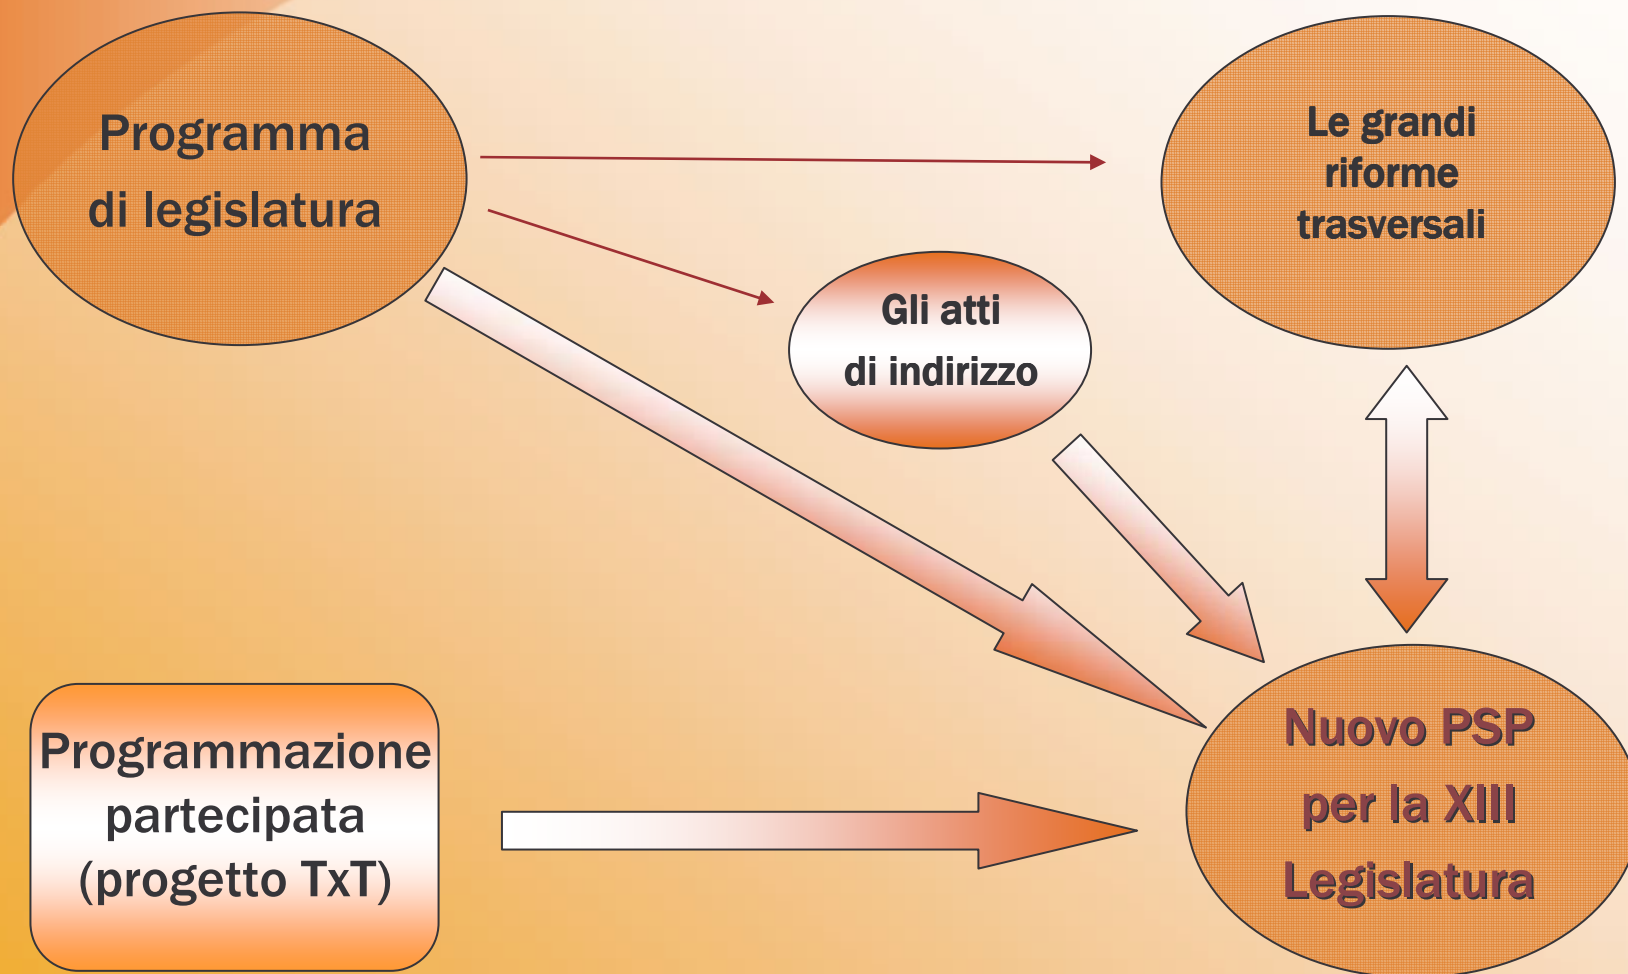 Programma
di legislatura
Le grandi
riforme
trasversali
Gli atti
di indirizzo
Programmazione
partecipata
(progetto TxT)
Nuovo PSP
per la XIII
Legislatura